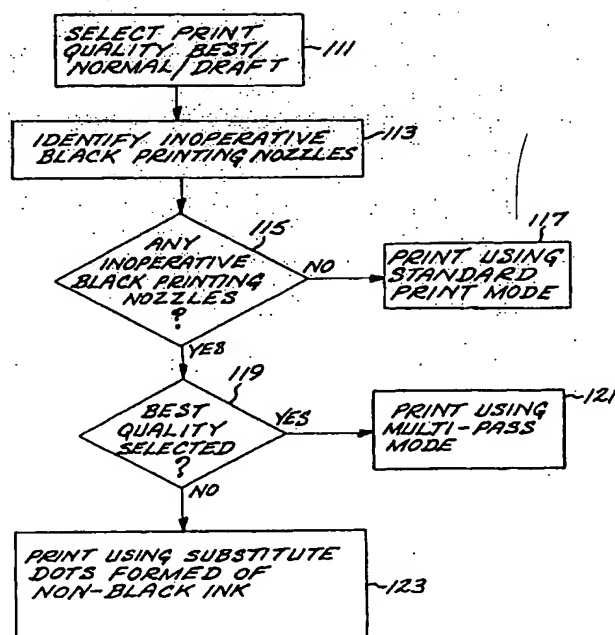 SELECT PRINT
QUALITY BEST/
NORMAL/DRAFT
111
IDENTIFY INOPERATIVE
BLACK PRINTING NOZZLES
113
115
ANY
INOPERATIVE
BLACK PRINTING
NOZZLES
?
NO
117
PRINT USING
STANDARD
PRINT MODE
YES
119
BEST
QUALITY
SELECTED
?
YES
121
PRINT USING
MULTI-PASS
MODE
NO
PRINT USING SUBSTITUTE
DOTS FORMED OF
NON-BLACK INK
123